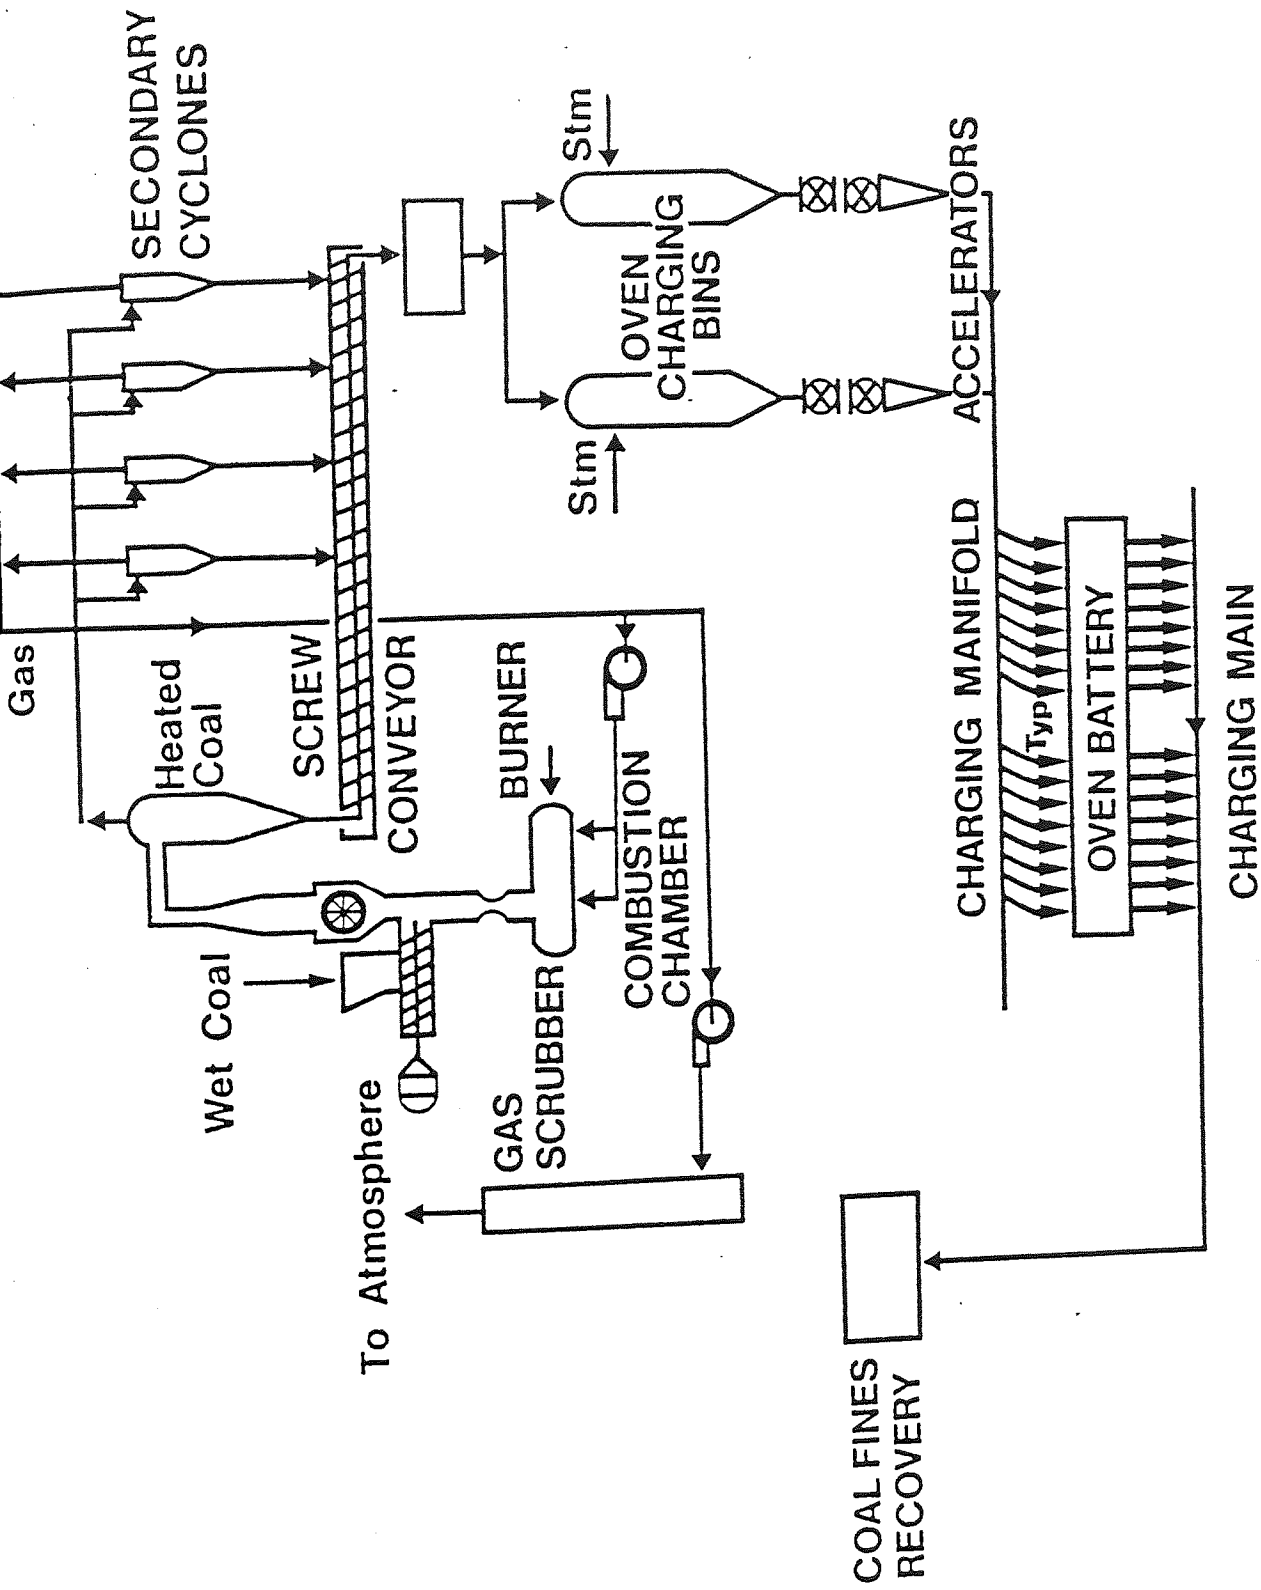 SECONDARY
CYCLONES
Gas
Heated
Coal
SCREW
CONVEYOR
Wet Coal
To Atmosphere
GAS
SCRUBBER
BURNER
COMBUSTION
CHAMBER
Stm
Stm
OVEN
CHARGING
BINS
ACCELERATORS
CHARGING MANIFOLD
Typ
OVEN BATTERY
CHARGING MAIN
COAL FINES
RECOVERY